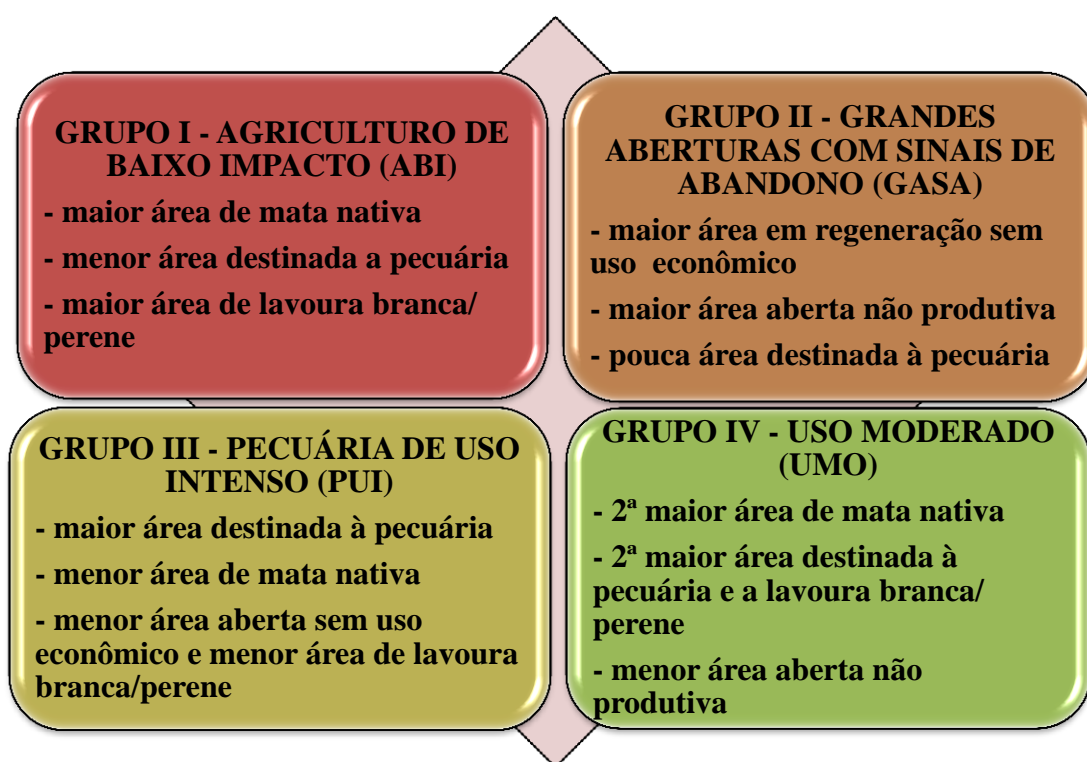 GRUPO I - AGRICULTURO DE
BAIXO IMPACTO (ABI)
- maior área de mata nativa
- menor área destinada a pecuária
- maior área de lavoura branca/
perene
GRUPO II - GRANDES
ABERTURAS COM SINAIS DE
ABANDONO (GASA)
- maior área em regeneração sem
uso econômico
- maior área aberta não produtiva
- pouca área destinada à pecuária
GRUPO III - PECUÁRIA DE USO
INTENSO (PUI)
- maior área destinada à pecuária
- menor área de mata nativa
- menor área aberta sem uso
econômico e menor área de lavoura
branca/perene
GRUPO IV - USO MODERADO
(UMO)
- 2ª maior área de mata nativa
- 2ª maior área destinada à
pecuária e a lavoura branca/
perene
- menor área aberta não
produtiva